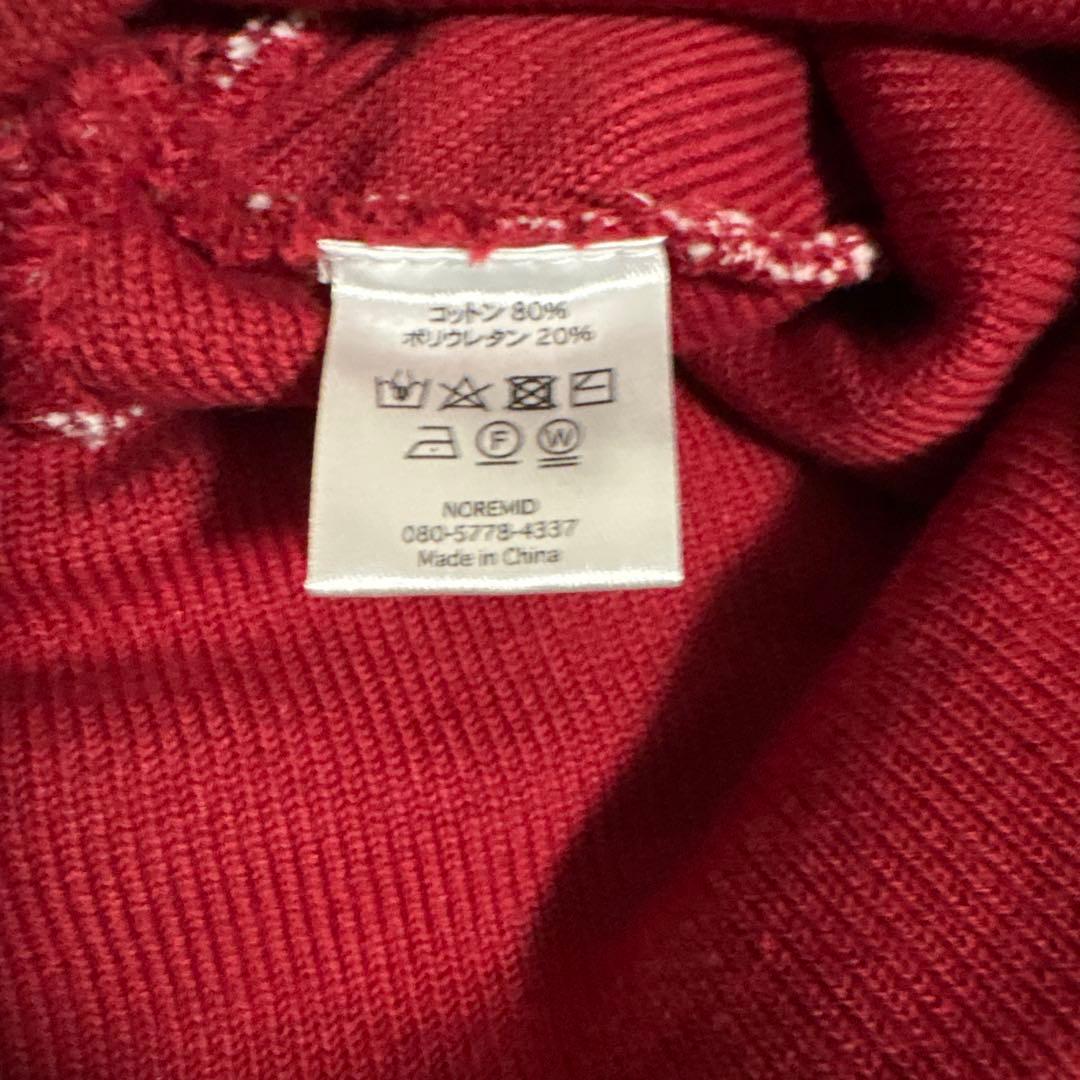 コットン 80%
ポリウレタン 20%
F W
NOREMID
080-5778-4337
Made in China